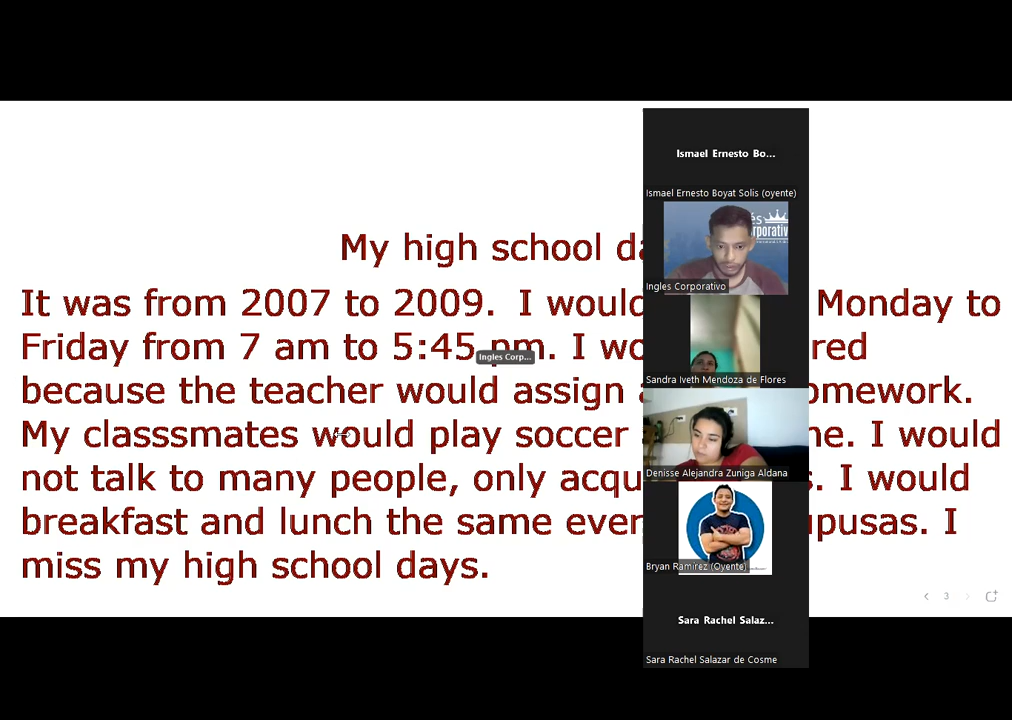 My high school da
It was from 2007 to 2009. I would Monday to
Friday from 7 am to 5:45 pm. I wo red
because the teacher would assign a omework.
My classsmates would play soccer a ne. I would
not talk to many people, only acqu s. I would
breakfast and lunch the same ever upusas. I
miss my high school days.
Ingles Corp...
Ismael Ernesto Bo...
Ismael Ernesto Boyat Solis (oyente)
Ingles Corporativo
Sandra Iveth Mendoza de Flores
Denisse Alejandra Zuniga Aldana
Bryan Ramirez (Oyente)
Sara Rachel Salaz...
Sara Rachel Salazar de Cosme
3